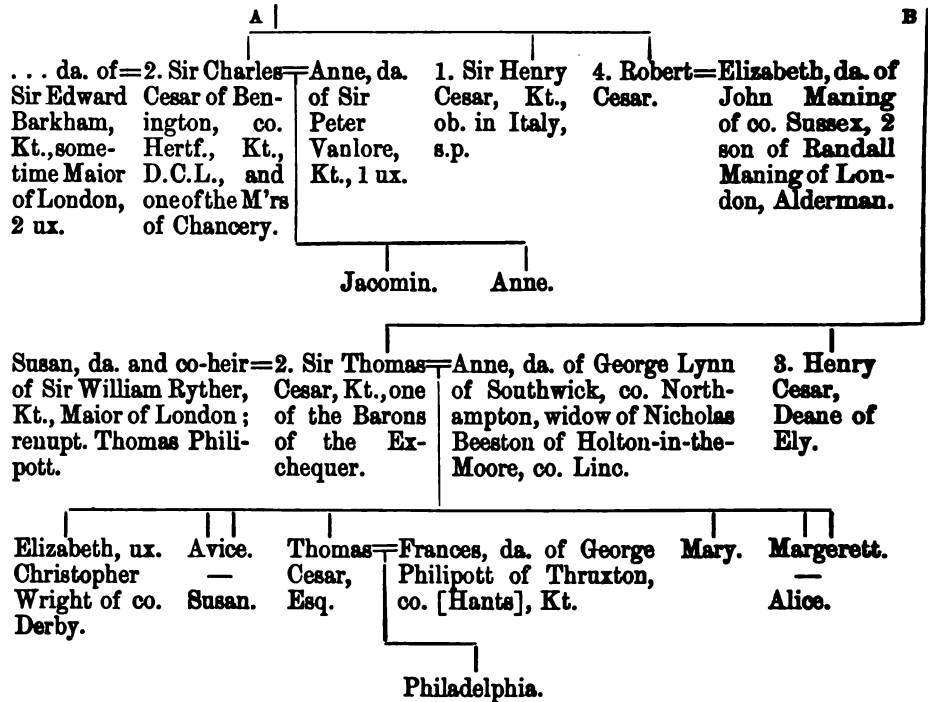 A B
. . . da. of=2. Sir Charles=Anne, da. 1. Sir Henry 4. Robert=Elizabeth, da. of
Sir Edward Cesar of Ben- of Sir Cesar, Kt., Cesar. John Maning
Barkham, ington, co. Peter ob. in Italy, of co. Sussex, 2
Kt., some- Hertf., Kt., Vanlore, s.p. son of Randall
time Maior D.C.L., and Kt., 1 ux. Maning of Lon-
of London, one of the M'rs don, Alderman.
2 ux. of Chancery.
Jacomin. Anne.
Susan, da. and co-heir=2. Sir Thomas=Anne, da. of George Lynn 3. Henry
of Sir William Ryther, Cesar, Kt., one of Southwick, co. North- Cesar,
Kt., Maior of London; of the Barons ampton, widow of Nicholas Deane of
renupt. Thomas Phili- of the Ex- Beeston of Holton-in-the- Ely.
pott. chequer. Moore, co. Linc.
Elizabeth, ux. Avice. Thomas=Frances, da. of George Mary. Margerett.
Christopher — Cesar, Philipott of Thruxton, —
Wright of co. Susan. Esq. co. [Hants], Kt. Alice.
Derby.
Philadelphia.